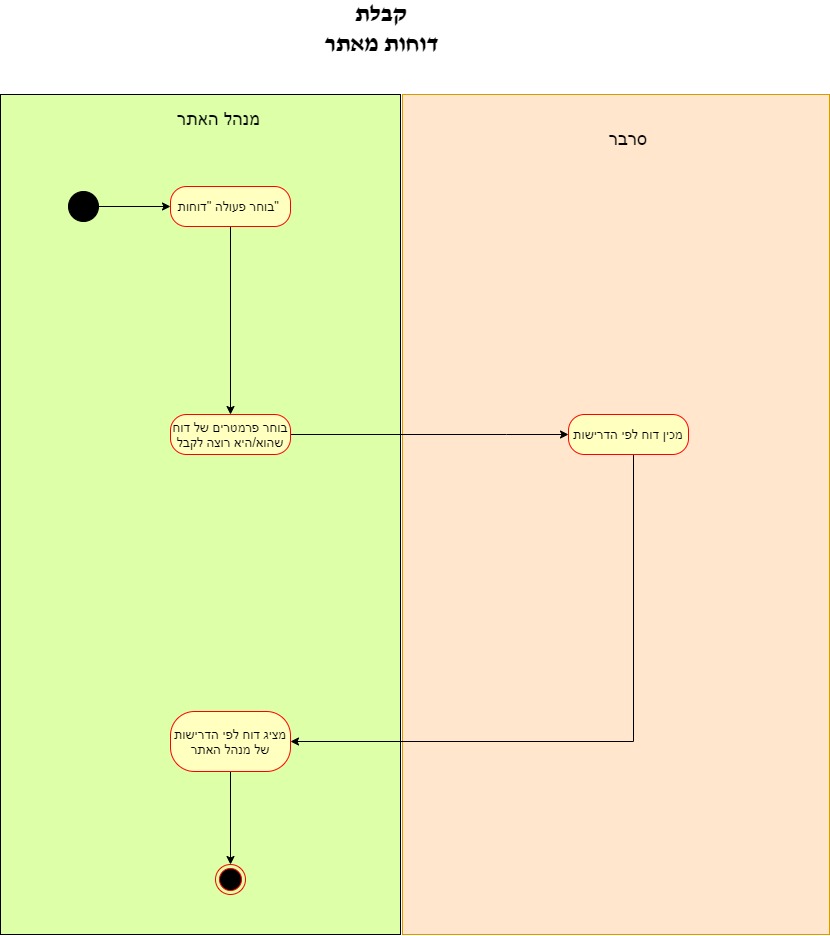 קבלת
דוחות מאתר
מנהל האתר
סרבר
בוחר פעולה "דוחות"
בוחר פרמטרים של דוח
שהוא/היא רוצה לקבל
מכין דוח לפי הדרישות
מציג דוח לפי הדרישות
של מנהל האתר